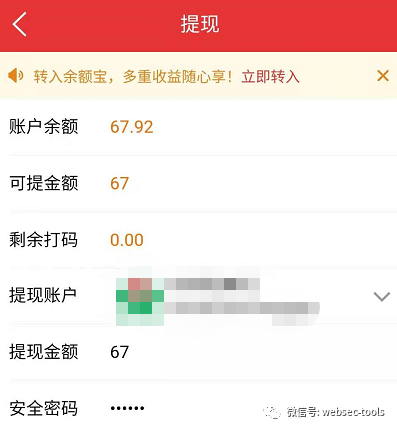 提现
转入余额宝，多重收益随心享！立即转入
账户余额 67.92
可提金额 67
剩余打码 0.00
提现账户
提现金额 67
安全密码 ••••••
微信号: websec-tools